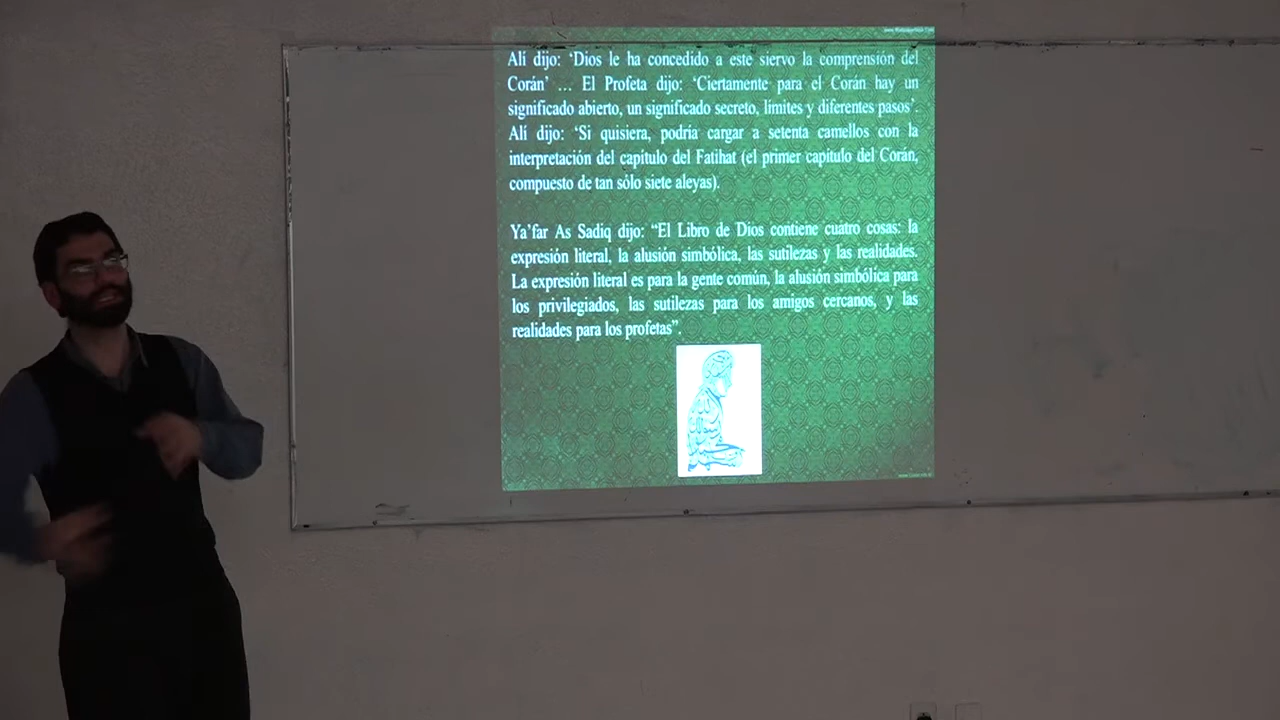 Alí dijo: ‘Dios le ha concedido a este siervo la comprensión del
Corán’ … El Profeta dijo: ‘Ciertamente para el Corán hay un
significado abierto, un significado secreto, límites y diferentes pasos’
Alí dijo: ‘Si quisiera, podría cargar a setenta camellos con la
interpretación del capítulo del Fatihat (el primer capítulo del Corán,
compuesto de tan sólo siete aleyas).
Ya’far As Sadiq dijo: “El Libro de Dios contiene cuatro cosas: la
expresión literal, la alusión simbólica, las sutilezas y las realidades.
La expresión literal es para la gente común, la alusión simbólica para
los privilegiados, las sutilezas para los amigos cercanos, y las
realidades para los profetas”.